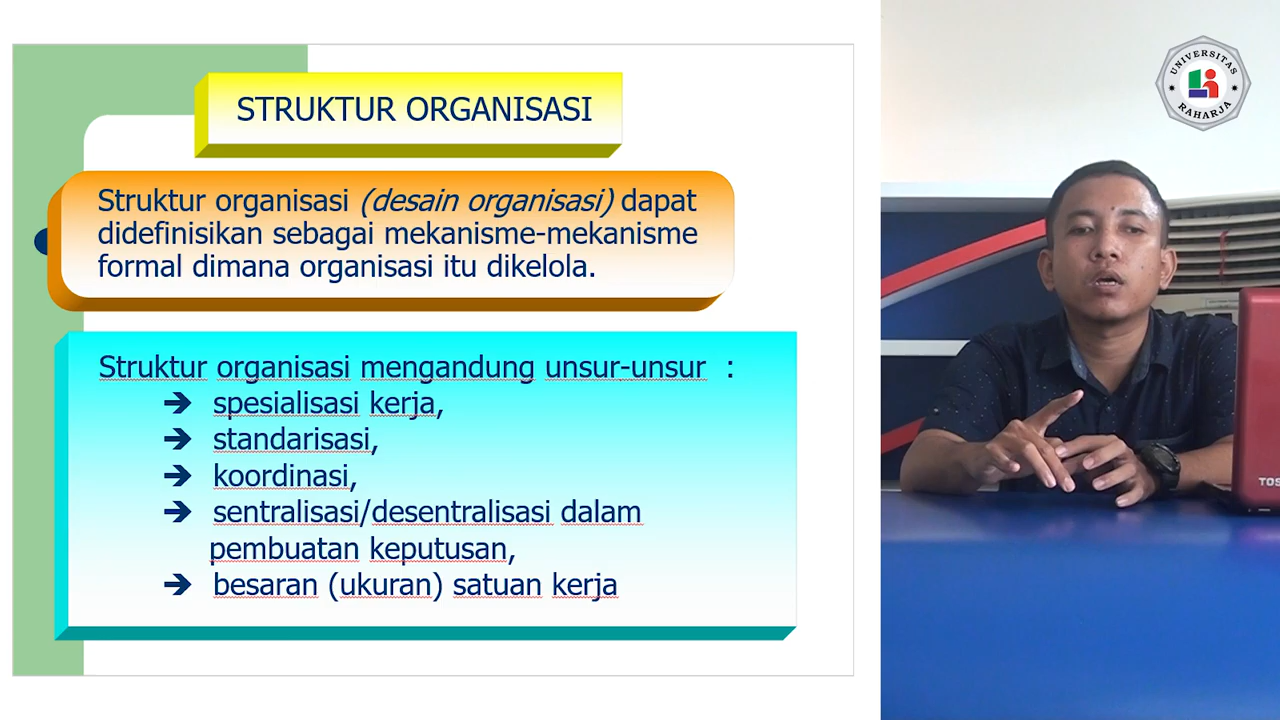 STRUKTUR ORGANISASI
Struktur organisasi (desain organisasi) dapat
didefinisikan sebagai mekanisme-mekanisme
formal dimana organisasi itu dikelola.
Struktur organisasi mengandung unsur-unsur :
➔ spesialisasi kerja,
➔ standarisasi,
➔ koordinasi,
➔ sentralisasi/desentralisasi dalam
pembuatan keputusan,
➔ besaran (ukuran) satuan kerja
UNIVERSITAS
RAHARJA